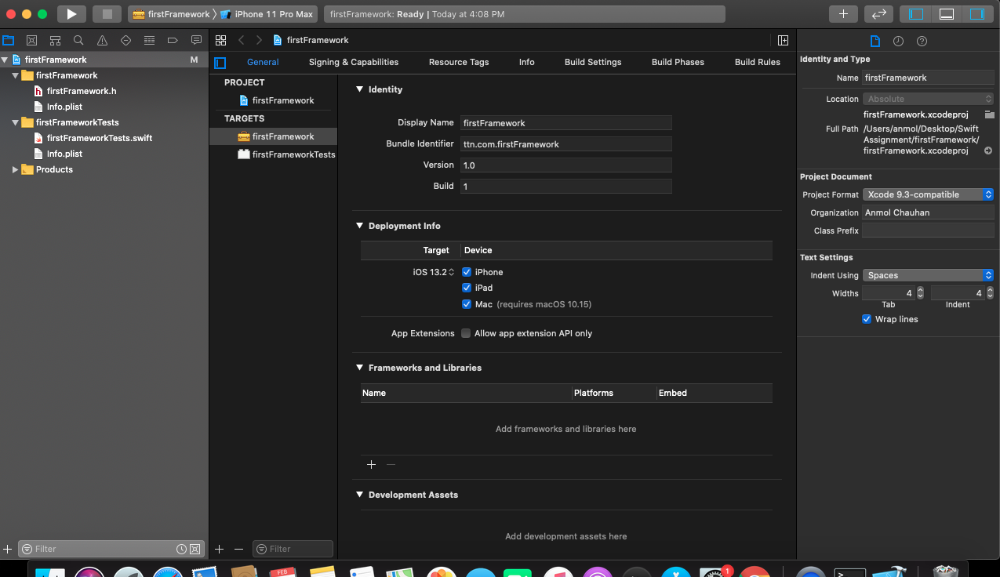 firstFramework
iPhone 11 Pro Max
firstFramework: Ready | Today at 4:08 PM
firstFramework
M
firstFramework
firstFramework.h
Info.plist
firstFrameworkTests
firstFrameworkTests.swift
Info.plist
Products
Filter
firstFramework
General
Signing & Capabilities
Resource Tags
Info
Build Settings
Build Phases
Build Rules
PROJECT
firstFramework
TARGETS
firstFramework
firstFrameworkTests
Filter
Identity
Display Name
firstFramework
Bundle Identifier
ttn.com.firstFramework
Version
1.0
Build
1
Deployment Info
Target
Device
iOS 13.2
iPhone
iPad
Mac (requires macOS 10.15)
App Extensions
Allow app extension API only
Frameworks and Libraries
Name
Platforms
Embed
Add frameworks and libraries here
Development Assets
Add development assets here
Identity and Type
Name
firstFramework
Location
Absolute
firstFramework.xcodeproj
Full Path
/Users/anmol/Desktop/Swift
Assignment/firstFramework/
firstFramework.xcodeproj
Project Document
Project Format
Xcode 9.3-compatible
Organization
Anmol Chauhan
Class Prefix
Text Settings
Indent Using
Spaces
Widths
4
4
Tab
Indent
Wrap lines
FEB
1